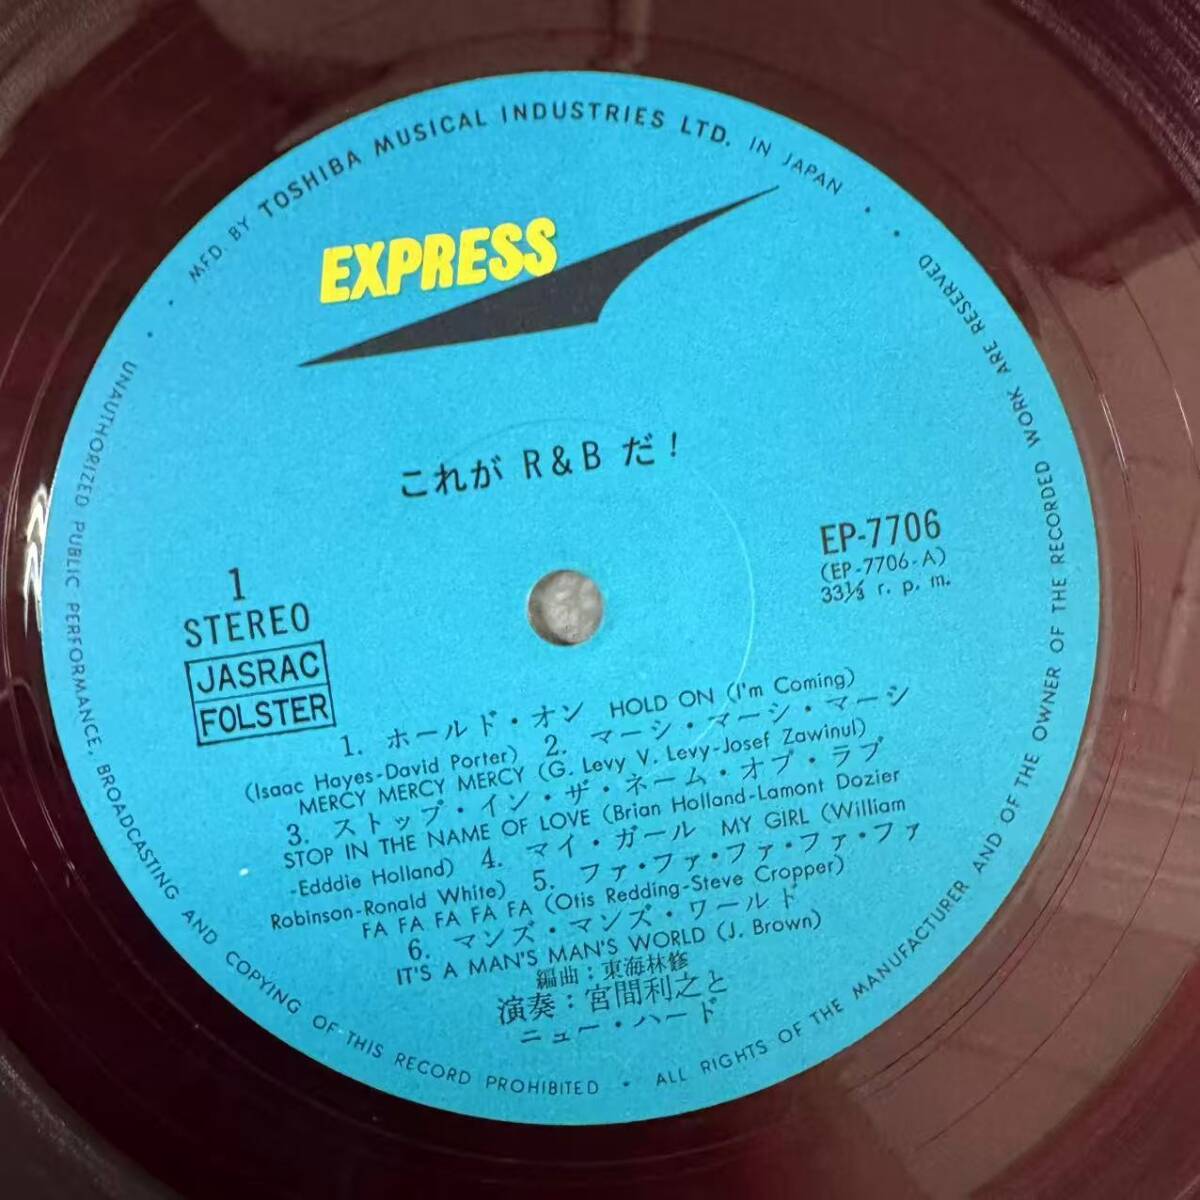 MFD. BY TOSHIBA MUSICAL INDUSTRIES LTD. IN JAPAN
EXPRESS
これが R&B だ!
EP-7706
(EP-7706-A)
33⅓ r. p. m.
1
STEREO
JASRAC
FOLSTER
1. ホールド・オン HOLD ON (I'm Coming)
(Isaac Hayes-David Porter) 2. マーシ・マーシ・マーシ
MERCY MERCY MERCY (G. Levy V. Levy-Josef Zawinul)
3. ストップ・イン・ザ・ネーム・オブ・ラブ
STOP IN THE NAME OF LOVE (Brian Holland-Lamont Dozier
-Edddie Holland) 4. マイ・ガール MY GIRL (William
Robinson-Ronald White) 5. ファ・ファ・ファ・ファ・ファ
FA FA FA FA FA (Otis Redding-Steve Cropper)
6. マンズ・マンズ・ワールド
IT'S A MAN'S MAN'S WORLD (J. Brown)
編曲:東海林修
演奏:宮間利之と
ニュー・ハード
UNAUTHORIZED PUBLIC PERFORMANCE, BROADCASTING AND COPYING OF THIS RECORD PROHIBITED · ALL RIGHTS OF THE MANUFACTURER AND OF THE OWNER OF THE RECORDED WORK ARE RESERVED